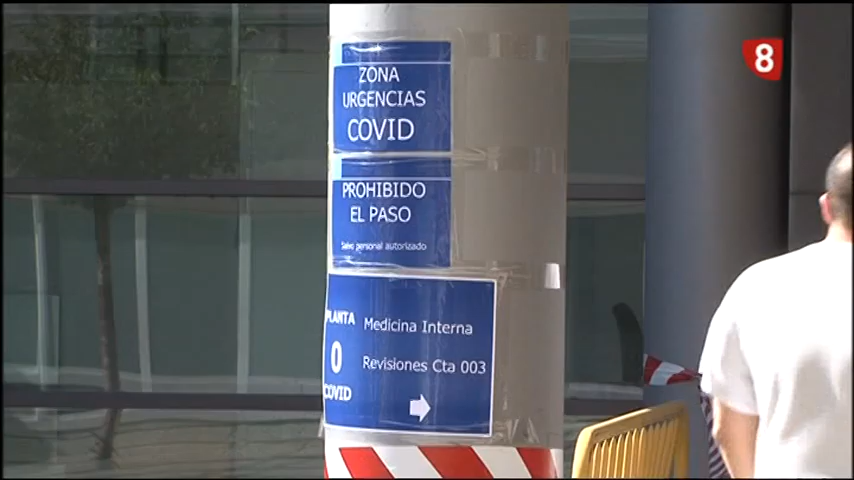 8
ZONA
URGENCIAS
COVID
PROHIBIDO
EL PASO
Salvo personal autorizado
PLANTA
0
COVID
Medicina Interna
Revisiones Cta 003